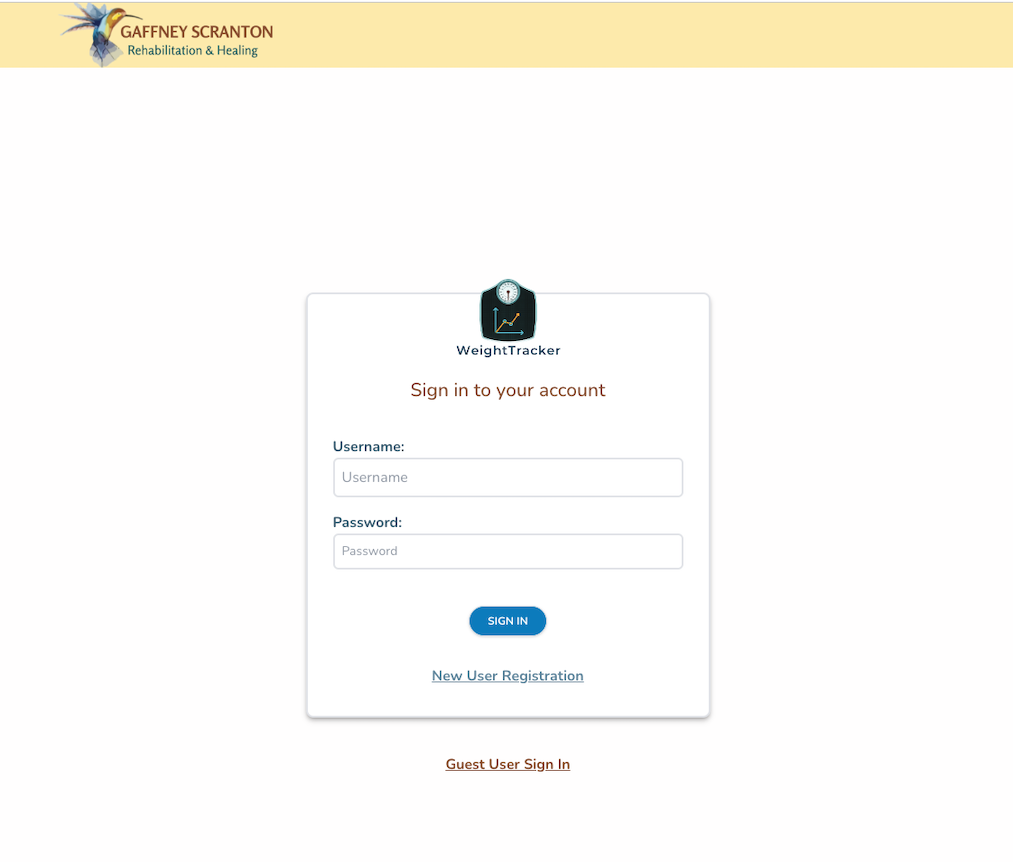 GAFFNEY SCRANTON
Rehabilitation & Healing
WeightTracker
Sign in to your account
Username:
Username
Password:
Password
SIGN IN
New User Registration
Guest User Sign In